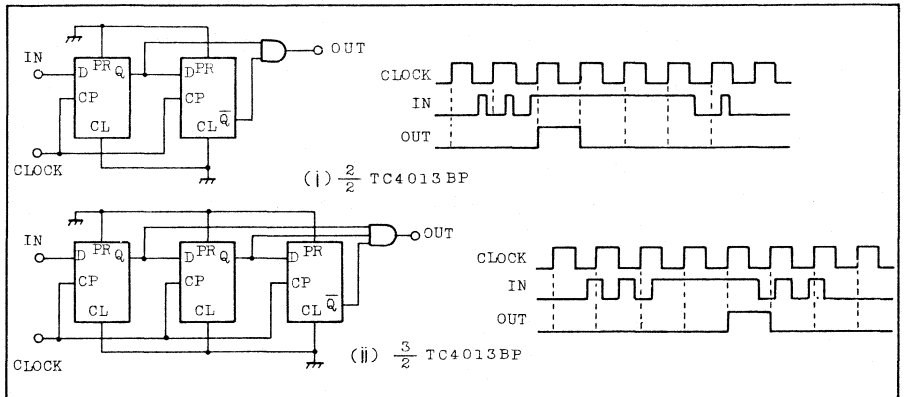 IN
D PR Q
CP
CL
D PR
CP
CL Q̅
OUT
CLOCK
(i) 2/2 TC4013BP
CLOCK
IN
OUT
IN
D PR Q
CP
CL
D PR Q
CP
CL
D PR
CP
CL Q̅
OUT
CLOCK
(ii) 3/2 TC4013BP
CLOCK
IN
OUT